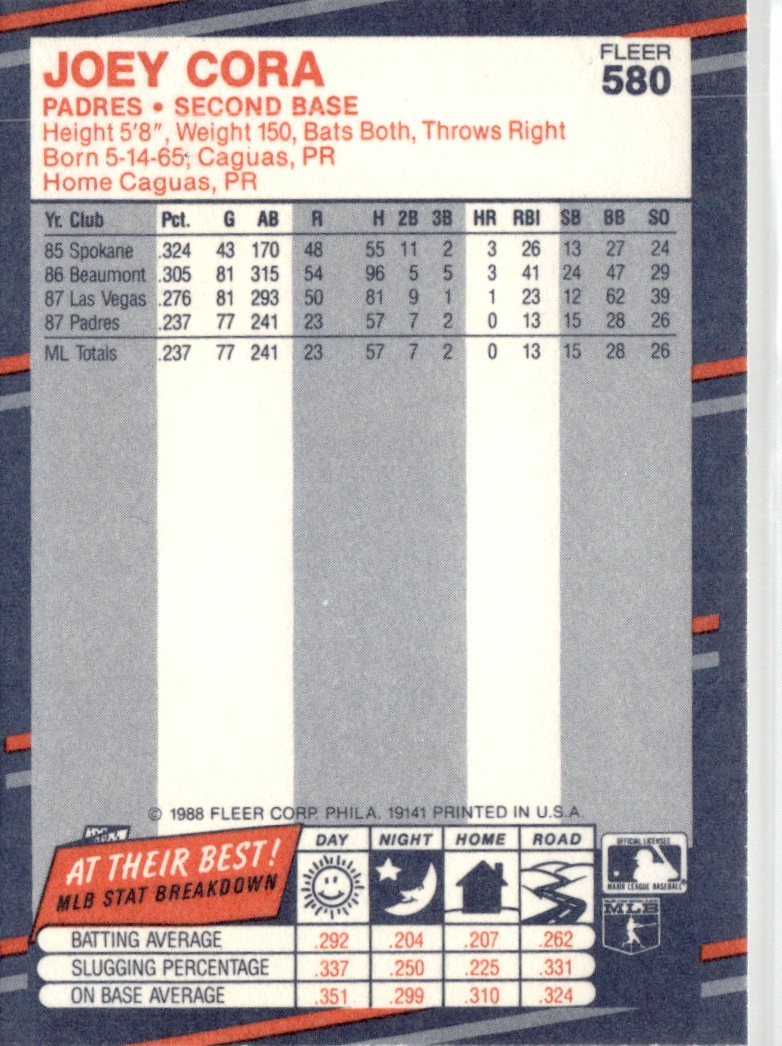 JOEY CORA
FLEER
580
PADRES • SECOND BASE
Height 5'8", Weight 150, Bats Both, Throws Right
Born 5-14-65; Caguas, PR
Home Caguas, PR
Yr. Club Pct. G AB R H 2B 3B HR RBI SB BB SO
85 Spokane .324 43 170 48 55 11 2 3 26 13 27 24
86 Beaumont .305 81 315 54 96 5 5 3 41 24 47 29
87 Las Vegas .276 81 293 50 81 9 1 1 23 12 62 39
87 Padres .237 77 241 23 57 7 2 0 13 15 28 26
ML Totals .237 77 241 23 57 7 2 0 13 15 28 26
© 1988 FLEER CORP. PHILA. 19141 PRINTED IN U.S.A.
AT THEIR BEST!
MLB STAT BREAKDOWN
DAY NIGHT HOME ROAD
OFFICIAL LICENSEE
MAJOR LEAGUE BASEBALL
MLB
BATTING AVERAGE .292 .204 .207 .262
SLUGGING PERCENTAGE .337 .250 .225 .331
ON BASE AVERAGE .351 .299 .310 .324